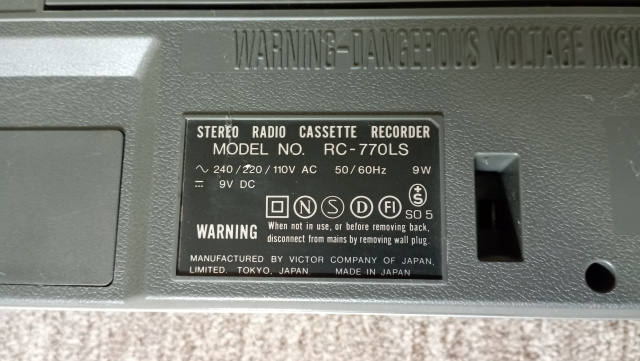 WARNING-DANGEROUS VOLTAGE
STEREO RADIO CASSETTE RECORDER
MODEL NO. RC-770LS
240/220/110V AC 50/60Hz 9W
9V DC
N S D FI +S
SO 5
WARNING When not in use, or before removing back,
disconnect from mains by removing wall plug.
MANUFACTURED BY VICTOR COMPANY OF JAPAN,
LIMITED. TOKYO, JAPAN MADE IN JAPAN